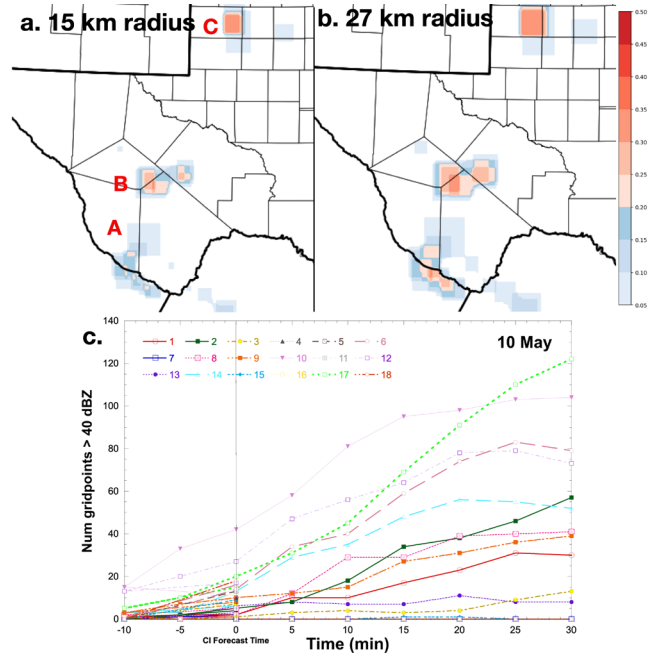 a. 15 km radius
C
b. 27 km radius
B
A
0.50
0.45
0.40
0.35
0.30
0.25
0.20
0.15
0.10
0.05
c.
10 May
1 2 3 4 5 6
7 8 9 10 11 12
13 14 15 16 17 18
Num gridpoints > 40 dBZ
140
120
100
80
60
40
20
0
-10 -5 0 5 10 15 20 25 30
CI Forecast Time
Time (min)